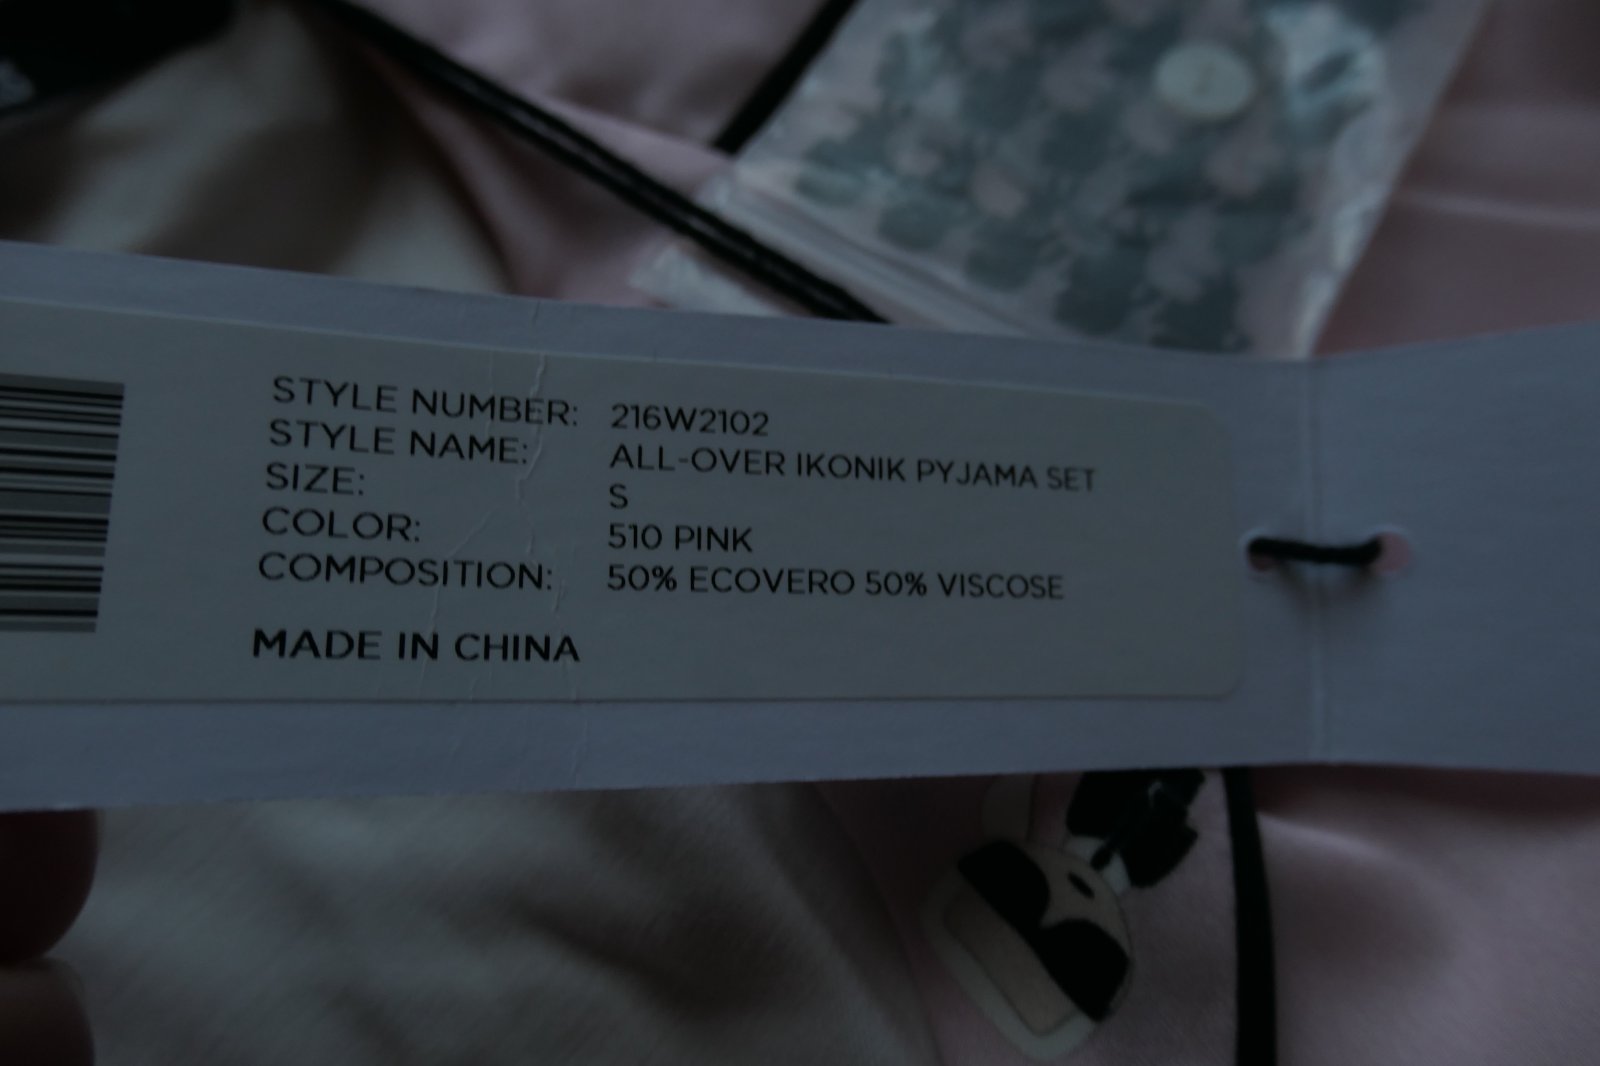 STYLE NUMBER: 216W2102
STYLE NAME: ALL-OVER IKONIK PYJAMA SET
SIZE: S
COLOR: 510 PINK
COMPOSITION: 50% ECOVERO 50% VISCOSE
MADE IN CHINA